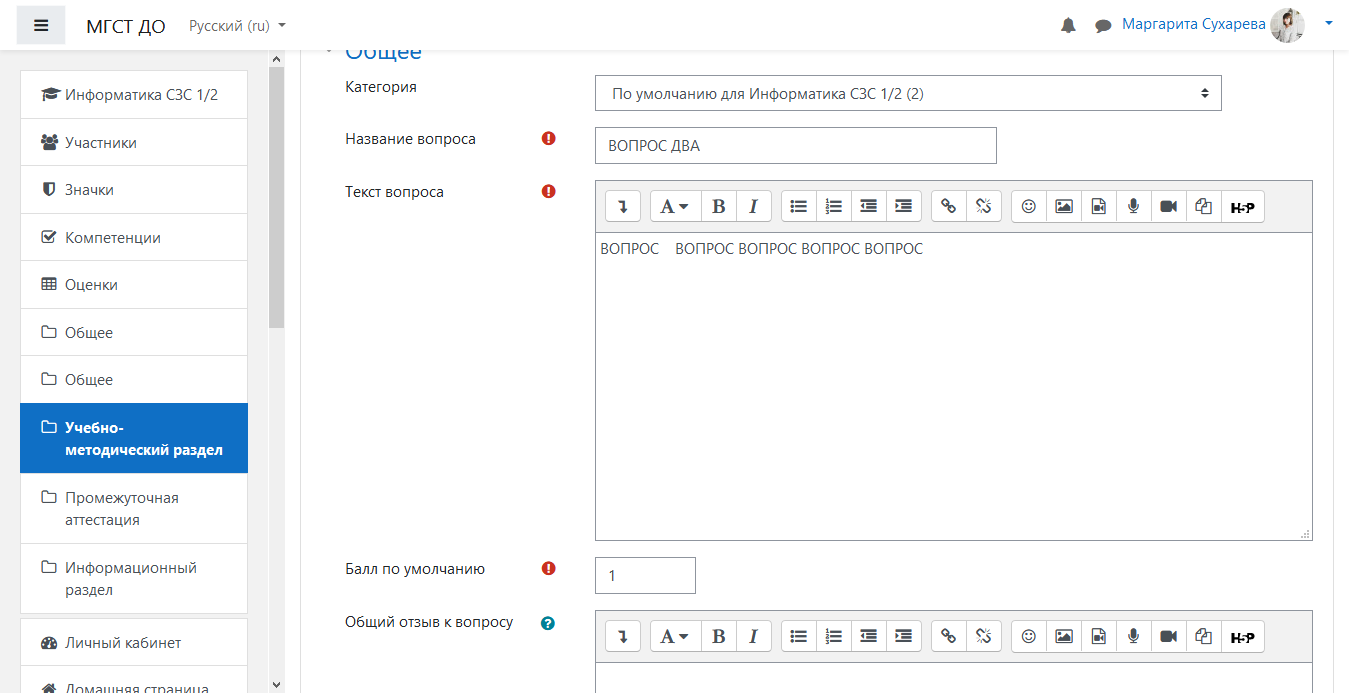 МГСТ ДО
Русский (ru)
Маргарита Сухарева
Информатика СЗС 1/2
Участники
Значки
Компетенции
Оценки
Общее
Общее
Учебно-
методический раздел
Промежуточная
аттестация
Информационный
раздел
Личный кабинет
Домашняя страница
Общее
Категория
По умолчанию для Информатика СЗС 1/2 (2)
Название вопроса
ВОПРОС ДВА
Текст вопроса
A B I H-P
ВОПРОС ВОПРОС ВОПРОС ВОПРОС ВОПРОС
Балл по умолчанию
1
Общий отзыв к вопросу
A B I H-P